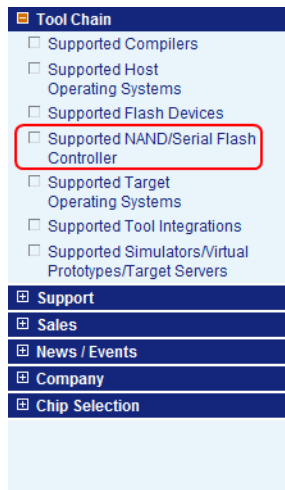 Tool Chain
Supported Compilers
Supported Host
Operating Systems
Supported Flash Devices
Supported NAND/Serial Flash
Controller
Supported Target
Operating Systems
Supported Tool Integrations
Supported Simulators/Virtual
Prototypes/Target Servers
Support
Sales
News / Events
Company
Chip Selection